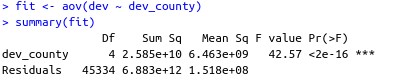 > fit <- aov(dev ~ dev_county)
> summary(fit)
Df Sum Sq Mean Sq F value Pr(>F)
dev_county 4 2.585e+10 6.463e+09 42.57 <2e-16 ***
Residuals 45334 6.883e+12 1.518e+08